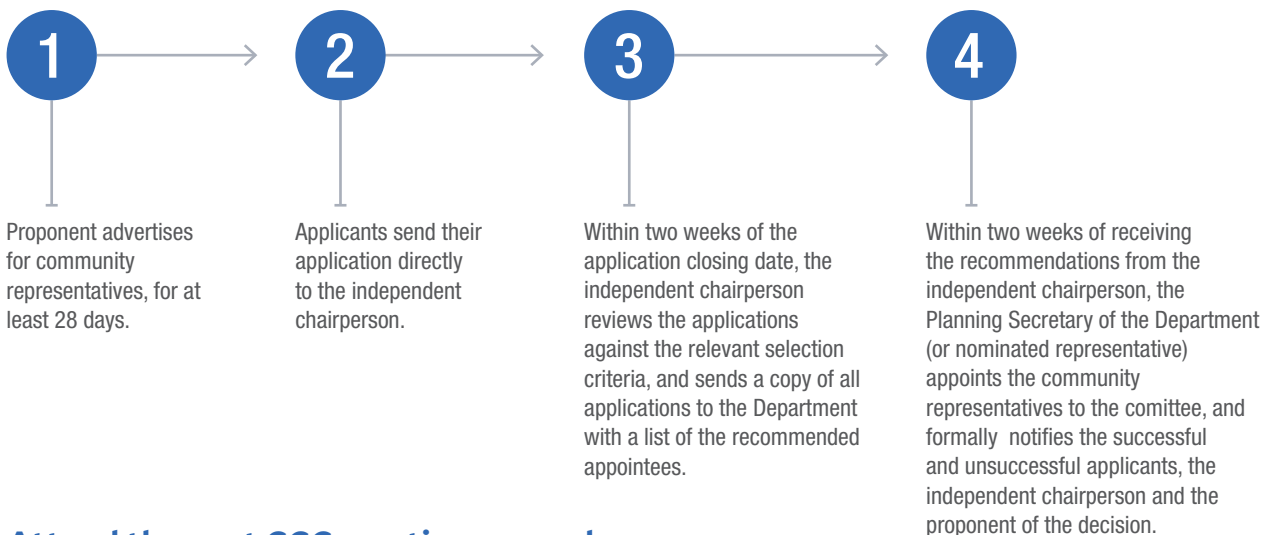 1
2
3
4
Proponent advertises
for community
representatives, for at
least 28 days.
Applicants send their
application directly
to the independent
chairperson.
Within two weeks of the
application closing date, the
independent chairperson
reviews the applications
against the relevant selection
criteria, and sends a copy of all
applications to the Department
with a list of the recommended
appointees.
Within two weeks of receiving
the recommendations from the
independent chairperson, the
Planning Secretary of the Department
(or nominated representative)
appoints the community
representatives to the comittee, and
formally  notifies the successful
and unsuccessful applicants, the
independent chairperson and the
proponent of the decision.